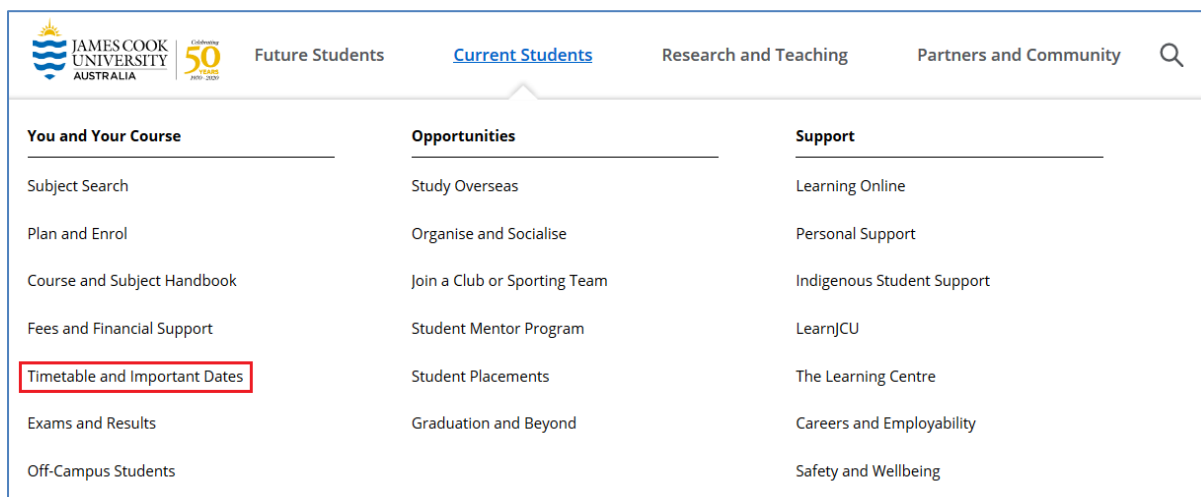 JAMES COOK
UNIVERSITY
AUSTRALIA
Celebrating
50
YEARS
1970 - 2020
Future Students
Current Students
Research and Teaching
Partners and Community
You and Your Course
Subject Search
Plan and Enrol
Course and Subject Handbook
Fees and Financial Support
Timetable and Important Dates
Exams and Results
Off-Campus Students
Opportunities
Study Overseas
Organise and Socialise
Join a Club or Sporting Team
Student Mentor Program
Student Placements
Graduation and Beyond
Support
Learning Online
Personal Support
Indigenous Student Support
LearnJCU
The Learning Centre
Careers and Employability
Safety and Wellbeing